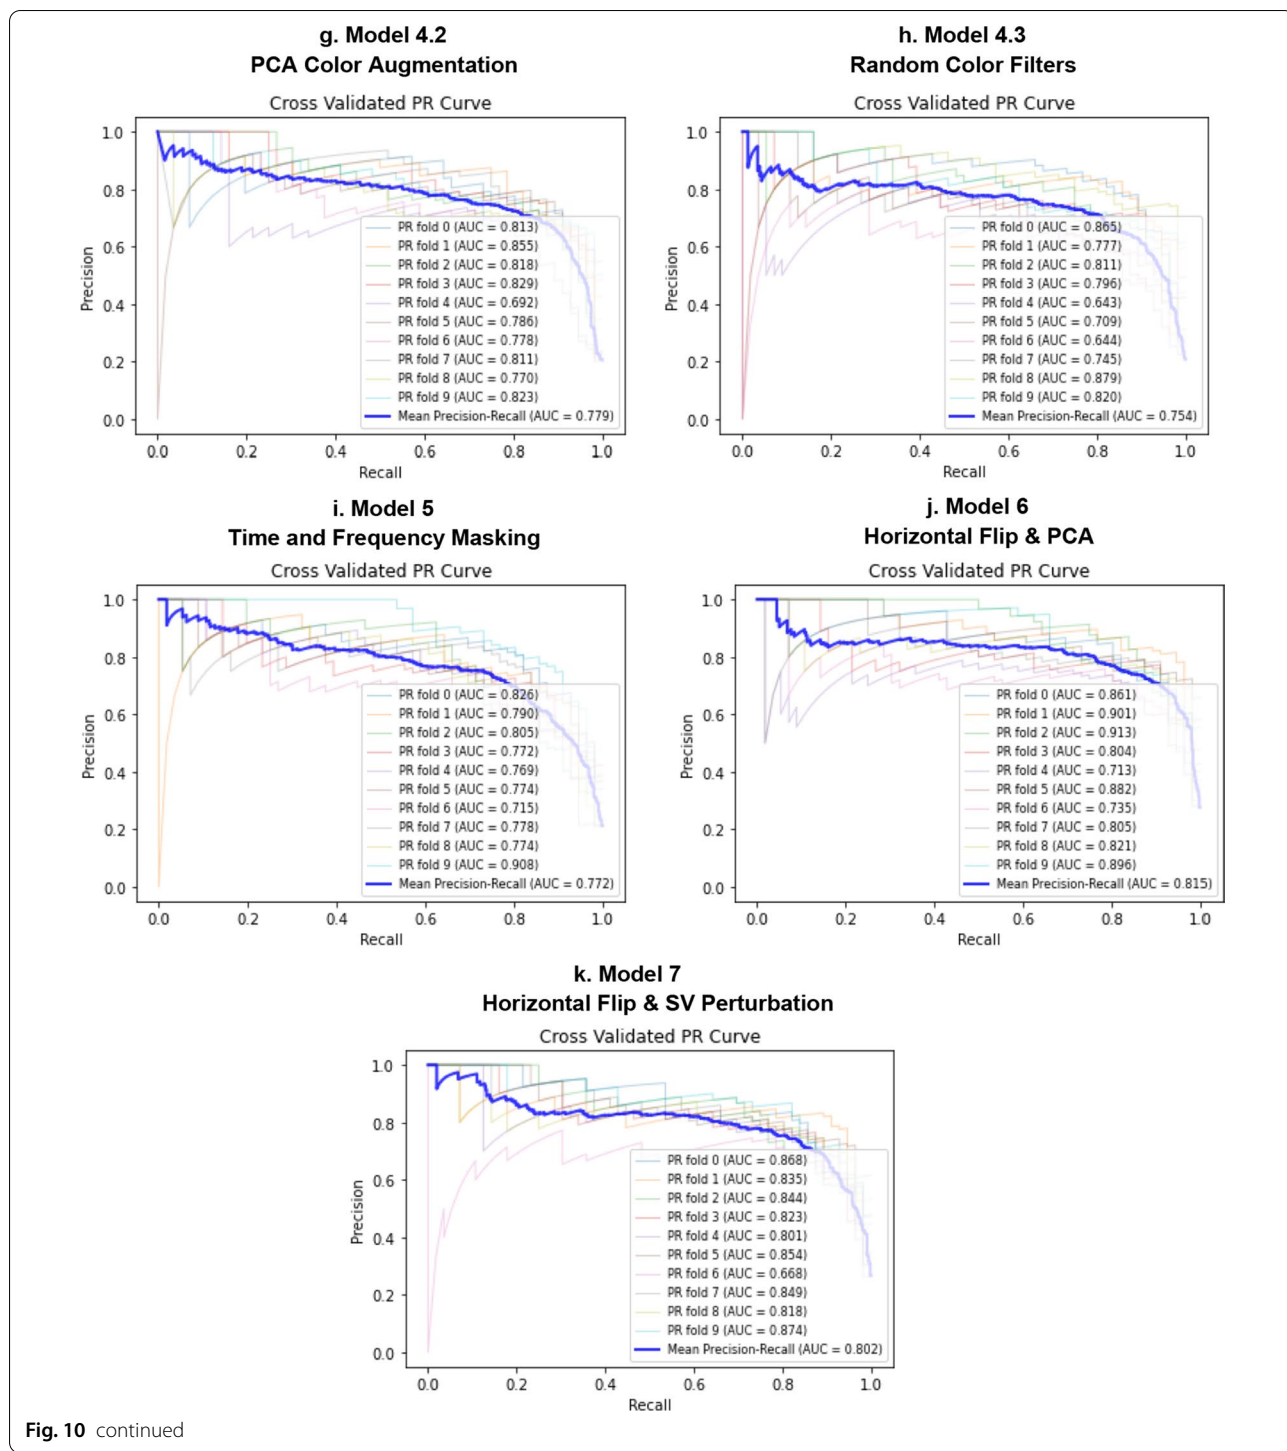 g. Model 4.2
PCA Color Augmentation
Cross Validated PR Curve
1.0
0.8
0.6
0.4
0.2
0.0
Precision
PR fold 0 (AUC = 0.813)
PR fold 1 (AUC = 0.855)
PR fold 2 (AUC = 0.818)
PR fold 3 (AUC = 0.829)
PR fold 4 (AUC = 0.692)
PR fold 5 (AUC = 0.786)
PR fold 6 (AUC = 0.778)
PR fold 7 (AUC = 0.811)
PR fold 8 (AUC = 0.770)
PR fold 9 (AUC = 0.823)
Mean Precision-Recall (AUC = 0.779)
0.0 0.2 0.4 0.6 0.8 1.0
Recall
h. Model 4.3
Random Color Filters
Cross Validated PR Curve
1.0
0.8
0.6
0.4
0.2
0.0
Precision
PR fold 0 (AUC = 0.865)
PR fold 1 (AUC = 0.777)
PR fold 2 (AUC = 0.811)
PR fold 3 (AUC = 0.796)
PR fold 4 (AUC = 0.643)
PR fold 5 (AUC = 0.709)
PR fold 6 (AUC = 0.644)
PR fold 7 (AUC = 0.745)
PR fold 8 (AUC = 0.879)
PR fold 9 (AUC = 0.820)
Mean Precision-Recall (AUC = 0.754)
0.0 0.2 0.4 0.6 0.8 1.0
Recall
i. Model 5
Time and Frequency Masking
Cross Validated PR Curve
1.0
0.8
0.6
0.4
0.2
0.0
Precision
PR fold 0 (AUC = 0.826)
PR fold 1 (AUC = 0.790)
PR fold 2 (AUC = 0.805)
PR fold 3 (AUC = 0.772)
PR fold 4 (AUC = 0.769)
PR fold 5 (AUC = 0.774)
PR fold 6 (AUC = 0.715)
PR fold 7 (AUC = 0.778)
PR fold 8 (AUC = 0.774)
PR fold 9 (AUC = 0.908)
Mean Precision-Recall (AUC = 0.772)
0.0 0.2 0.4 0.6 0.8 1.0
Recall
j. Model 6
Horizontal Flip & PCA
Cross Validated PR Curve
1.0
0.8
0.6
0.4
0.2
0.0
Precision
PR fold 0 (AUC = 0.861)
PR fold 1 (AUC = 0.901)
PR fold 2 (AUC = 0.913)
PR fold 3 (AUC = 0.804)
PR fold 4 (AUC = 0.713)
PR fold 5 (AUC = 0.882)
PR fold 6 (AUC = 0.735)
PR fold 7 (AUC = 0.805)
PR fold 8 (AUC = 0.821)
PR fold 9 (AUC = 0.896)
Mean Precision-Recall (AUC = 0.815)
0.0 0.2 0.4 0.6 0.8 1.0
Recall
k. Model 7
Horizontal Flip & SV Perturbation
Cross Validated PR Curve
1.0
0.8
0.6
0.4
0.2
0.0
Precision
PR fold 0 (AUC = 0.868)
PR fold 1 (AUC = 0.835)
PR fold 2 (AUC = 0.844)
PR fold 3 (AUC = 0.823)
PR fold 4 (AUC = 0.801)
PR fold 5 (AUC = 0.854)
PR fold 6 (AUC = 0.668)
PR fold 7 (AUC = 0.849)
PR fold 8 (AUC = 0.818)
PR fold 9 (AUC = 0.874)
Mean Precision-Recall (AUC = 0.802)
0.0 0.2 0.4 0.6 0.8 1.0
Recall
Fig. 10 continued